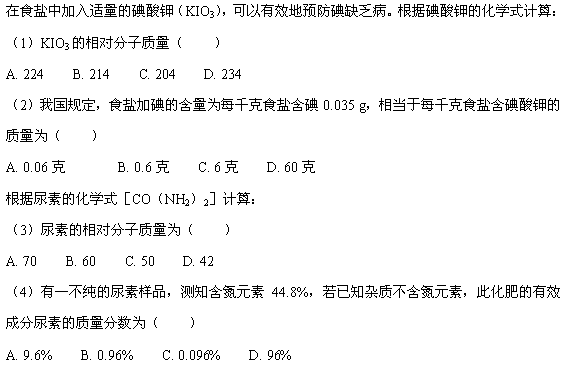 在食盐中加入适量的碘酸钾（KIO₃），可以有效地预防碘缺乏病。根据碘酸钾的化学式计算：
（1）KIO₃的相对分子质量（　　）
A. 224　　B. 214　　C. 204　　D. 234
（2）我国规定，食盐加碘的含量为每千克食盐含碘 0.035 g，相当于每千克食盐含碘酸钾的
质量为（　　）
A. 0.06 克　　B. 0.6 克　　C. 6 克　　D. 60 克
根据尿素的化学式［CO（NH₂）₂］计算：
（3）尿素的相对分子质量为（　　）
A. 70　　B. 60　　C. 50　　D. 42
（4）有一不纯的尿素样品，测知含氮元素 44.8%，若已知杂质不含氮元素，此化肥的有效
成分尿素的质量分数为（　　）
A. 9.6%　　B. 0.96%　　C. 0.096%　　D. 96%